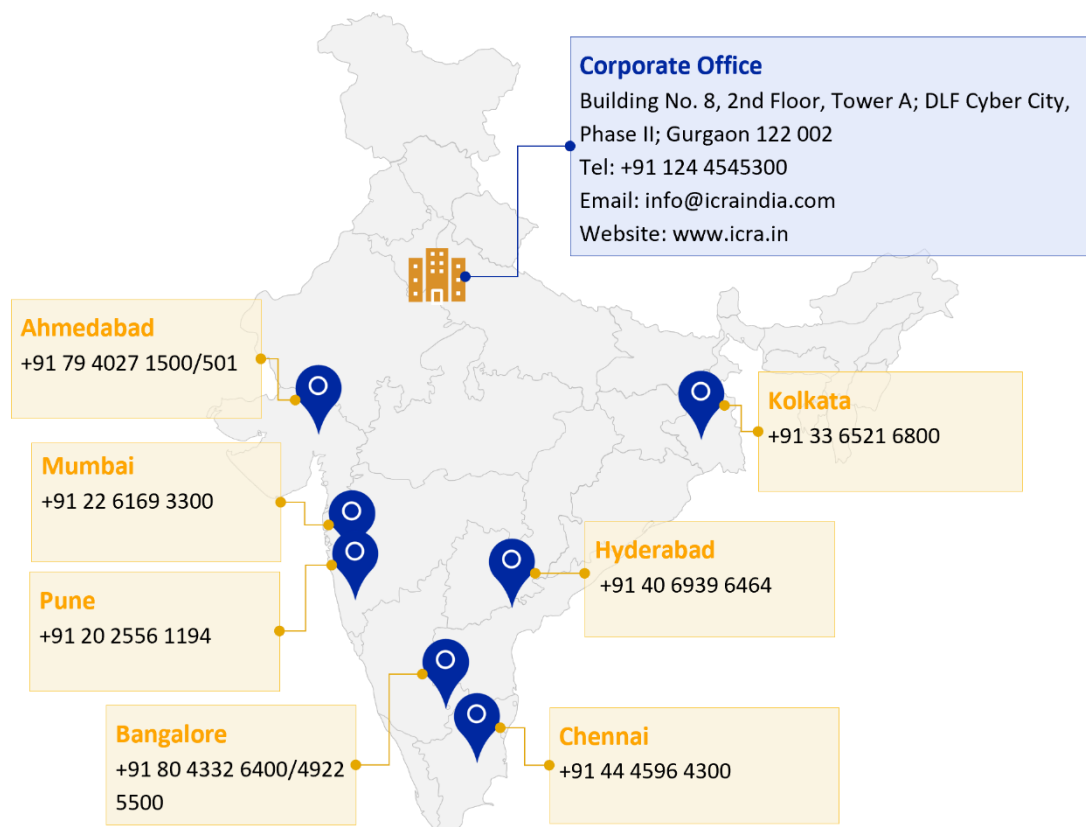 Corporate Office
Building No. 8, 2nd Floor, Tower A; DLF Cyber City,
Phase II; Gurgaon 122 002
Tel: +91 124 4545300
Email: info@icraindia.com
Website: www.icra.in
Ahmedabad
+91 79 4027 1500/501
Kolkata
+91 33 6521 6800
Mumbai
+91 22 6169 3300
Hyderabad
+91 40 6939 6464
Pune
+91 20 2556 1194
Bangalore
+91 80 4332 6400/4922
5500
Chennai
+91 44 4596 4300